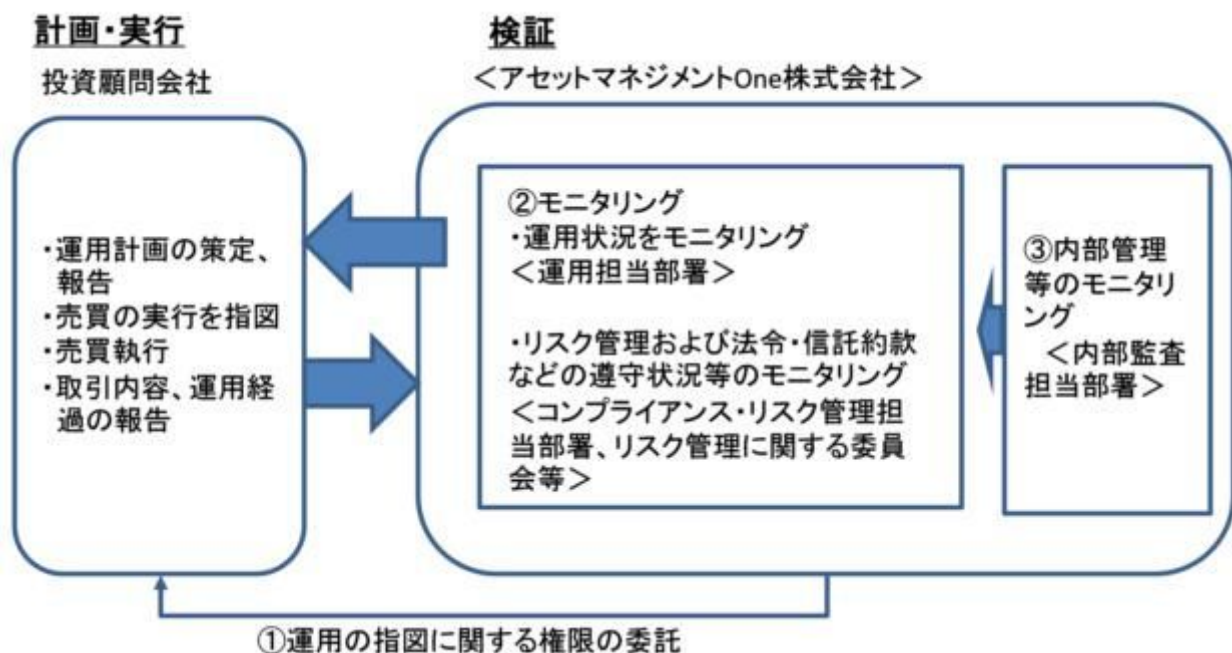 計画・実行
投資顧問会社
・運用計画の策定、
報告
・売買の実行を指図
・売買執行
・取引内容、運用経
過の報告
検証
＜アセットマネジメントOne株式会社＞
②モニタリング
・運用状況をモニタリング
＜運用担当部署＞
・リスク管理および法令・信託約款
などの遵守状況等のモニタリング
＜コンプライアンス・リスク管理担
当部署、リスク管理に関する委員
会等＞
③内部管理
等のモニタリ
ング
＜内部監査
担当部署＞
①運用の指図に関する権限の委託